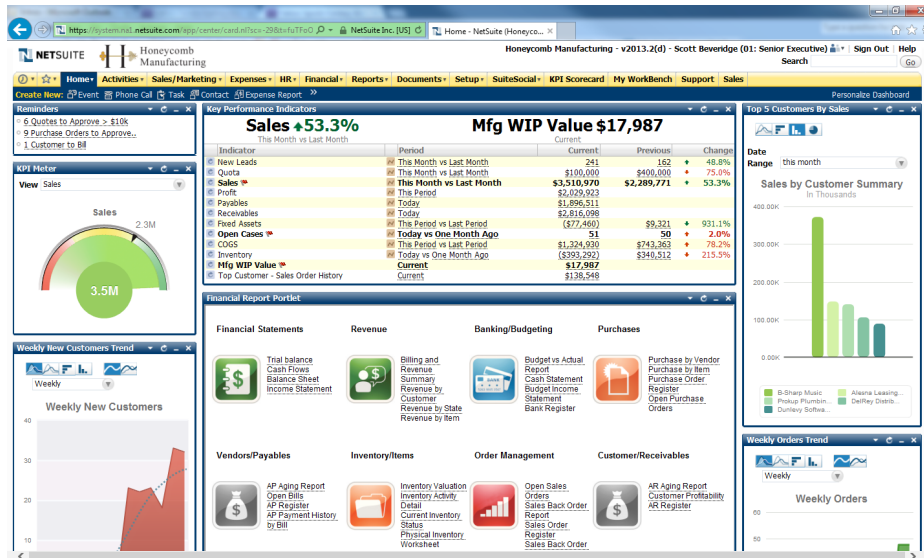 https://system.na1.netsuite.com/app/center/card.nl?sc=-29&t=fuTFoO
NetSuite Inc. [US]
Home - NetSuite (Honeyco...
NETSUITE
Honeycomb
Manufacturing
Honeycomb Manufacturing - v2013.2(d) - Scott Beveridge (01: Senior Executive)
Sign Out
Help
Search
Go
Home
Activities
Sales/Marketing
Expenses
HR
Financial
Reports
Documents
Setup
SuiteSocial
KPI Scorecard
My WorkBench
Support
Sales
Create New: Event Phone Call Task Contact Expense Report »
Personalize Dashboard
Reminders
6 Quotes to Approve > $10k
9 Purchase Orders to Approve..
1 Customer to Bill
KPI Meter
View Sales
Sales
2.3M
3.5M
Weekly New Customers Trend
Weekly
Weekly New Customers
40
30
20
10
Key Performance Indicators
Sales 53.3%
This Month vs Last Month
Mfg WIP Value $17,987
Current
Indicator Period Current Previous Change
New Leads This Month vs Last Month 241 162 48.8%
Quota This Month vs Last Month $100,000 $400,000 75.0%
Sales This Month vs Last Month $3,510,970 $2,289,771 53.3%
Profit This Period $2,029,923
Payables Today $1,896,511
Receivables Today $2,816,098
Fixed Assets This Period vs Last Period ($77,460) $9,321 931.1%
Open Cases Today vs One Month Ago 51 50 2.0%
COGS This Period vs Last Period $1,324,930 $743,363 78.2%
Inventory Today vs One Month Ago ($393,292) $340,512 215.5%
Mfg WIP Value Current $17,987
Top Customer - Sales Order History Current $138,548
Financial Report Portlet
Financial Statements
Trial balance
Cash Flows
Balance Sheet
Income Statement
Revenue
Billing and
Revenue
Summary
Revenue by
Customer
Revenue by State
Revenue by Item
Banking/Budgeting
Budget vs Actual
Report
Cash Statement
Budget Income
Statement
Bank Register
Purchases
Purchase by Vendor
Purchase by Item
Purchase Order
Register
Open Purchase
Orders
Vendors/Payables
AP Aging Report
Open Bills
AP Register
AP Payment History
by Bill
Inventory/Items
Inventory Valuation
Inventory Activity
Detail
Current Inventory
Status
Physical Inventory
Worksheet
Order Management
Open Sales
Orders
Sales Back Order
Report
Sales Order
Register
Sales Back Order
Customer/Receivables
AR Aging Report
Customer Profitability
AR Register
Top 5 Customers By Sales
Date
Range this month
Sales by Customer Summary
In Thousands
400.00K
300.00K
200.00K
100.00K
0.00K
B-Sharp Music
Aleena Leasing...
Prokup Plumbin...
DelRey Distrib...
Dunlevy Softwa...
Weekly Orders Trend
Weekly
Weekly Orders
60
50